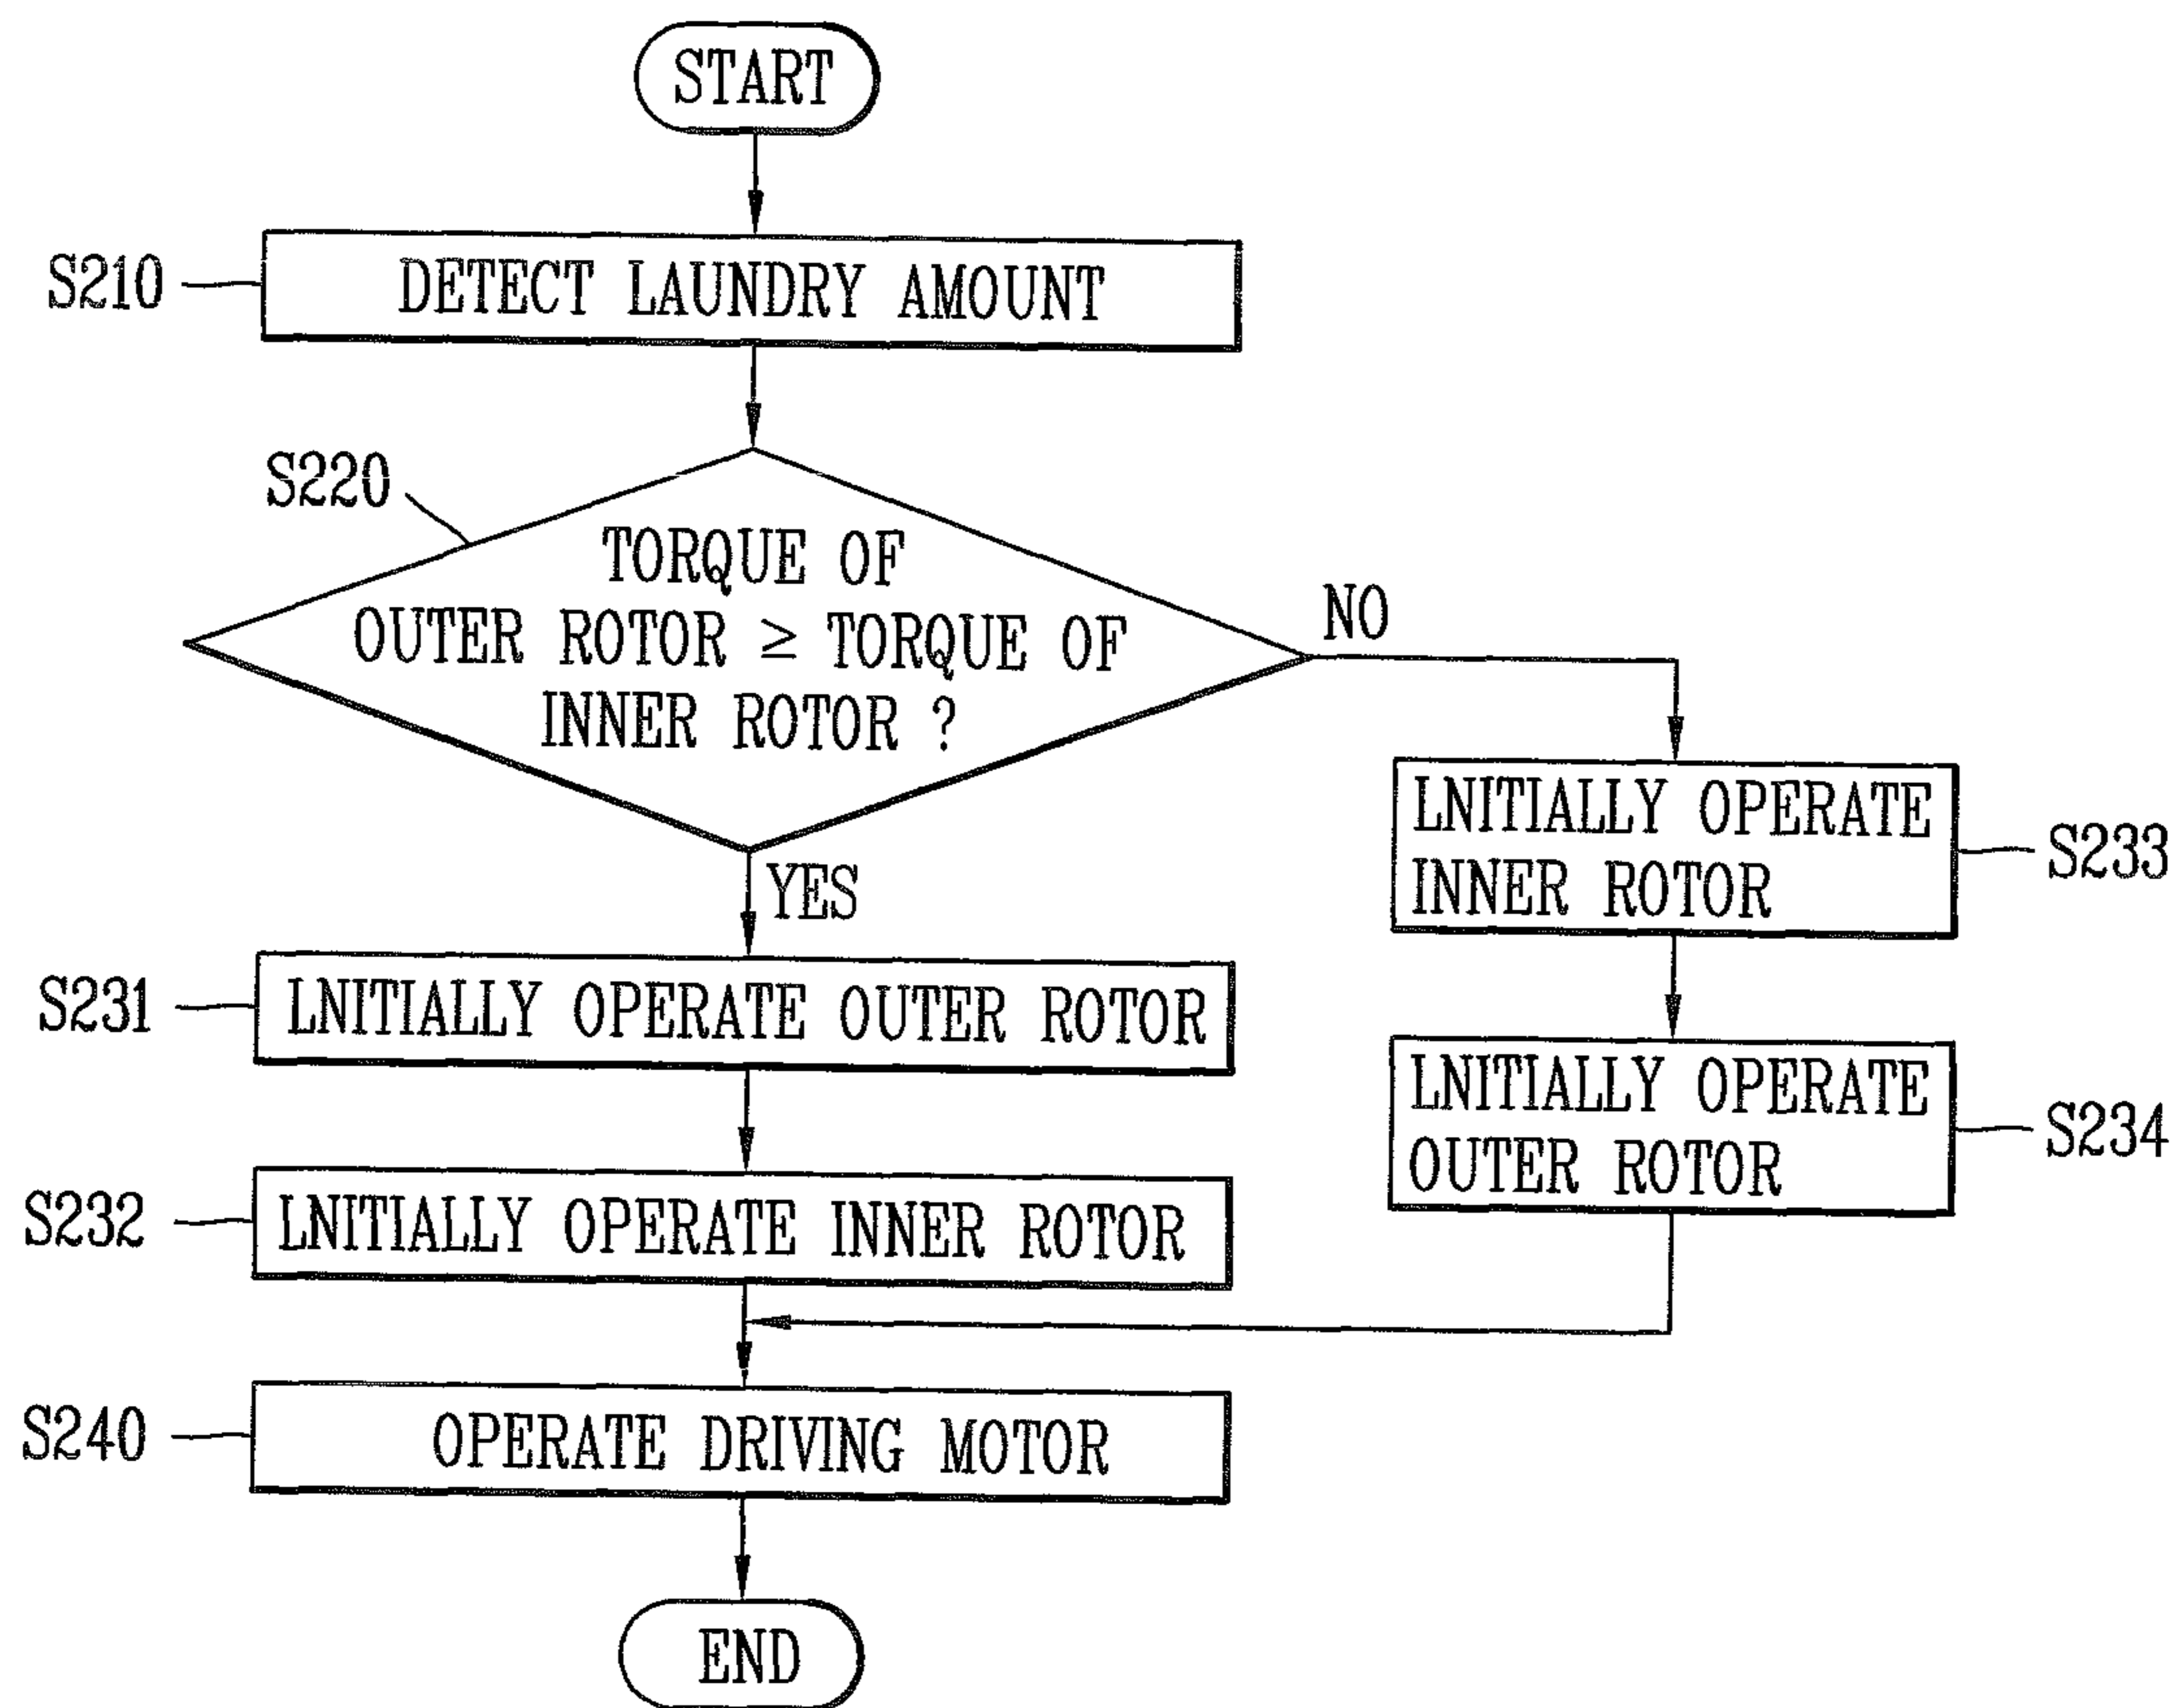 START
S210
DETECT LAUNDRY AMOUNT
S220
TORQUE OF
OUTER ROTOR ≥ TORQUE OF
INNER ROTOR ?
NO
YES
LNITIALLY OPERATE
INNER ROTOR
S233
S231
LNITIALLY OPERATE OUTER ROTOR
LNITIALLY OPERATE
OUTER ROTOR
S234
S232
LNITIALLY OPERATE INNER ROTOR
S240
OPERATE DRIVING MOTOR
END